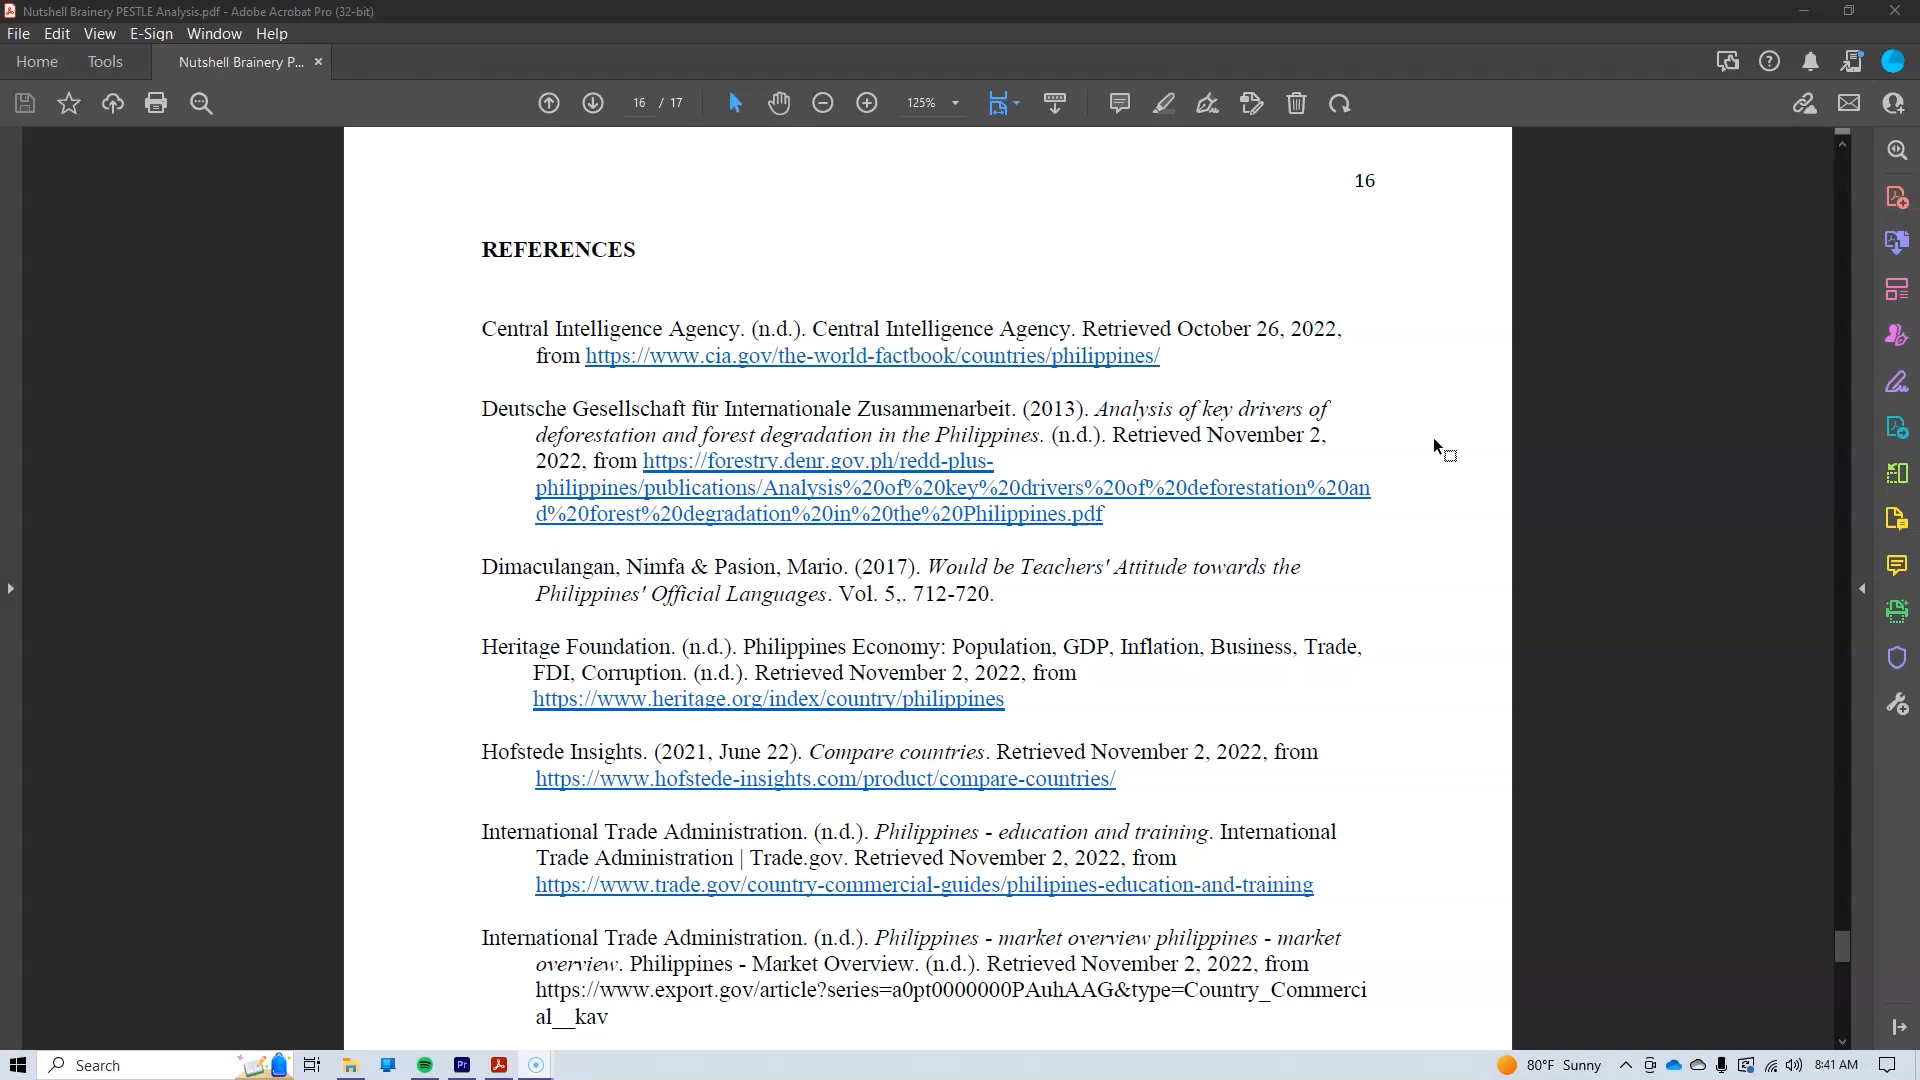 Nutshell Brainery PESTLE Analysis.pdf - Adobe Acrobat Pro (32-bit)
File Edit View E-Sign Window Help
Home Tools Nutshell Brainery P...
16 / 17 125%
16
REFERENCES
Central Intelligence Agency. (n.d.). Central Intelligence Agency. Retrieved October 26, 2022,
from https://www.cia.gov/the-world-factbook/countries/philippines/
Deutsche Gesellschaft für Internationale Zusammenarbeit. (2013). Analysis of key drivers of
deforestation and forest degradation in the Philippines. (n.d.). Retrieved November 2,
2022, from https://forestry.denr.gov.ph/redd-plus-
philippines/publications/Analysis%20of%20key%20drivers%20of%20deforestation%20an
d%20forest%20degradation%20in%20the%20Philippines.pdf
Dimaculangan, Nimfa & Pasion, Mario. (2017). Would be Teachers' Attitude towards the
Philippines' Official Languages. Vol. 5,. 712-720.
Heritage Foundation. (n.d.). Philippines Economy: Population, GDP, Inflation, Business, Trade,
FDI, Corruption. (n.d.). Retrieved November 2, 2022, from
https://www.heritage.org/index/country/philippines
Hofstede Insights. (2021, June 22). Compare countries. Retrieved November 2, 2022, from
https://www.hofstede-insights.com/product/compare-countries/
International Trade Administration. (n.d.). Philippines - education and training. International
Trade Administration | Trade.gov. Retrieved November 2, 2022, from
https://www.trade.gov/country-commercial-guides/philipines-education-and-training
International Trade Administration. (n.d.). Philippines - market overview philippines - market
overview. Philippines - Market Overview. (n.d.). Retrieved November 2, 2022, from
https://www.export.gov/article?series=a0pt0000000PAuhAAG&type=Country_Commerci
al__kav
Search Pr 80°F Sunny 8:41 AM